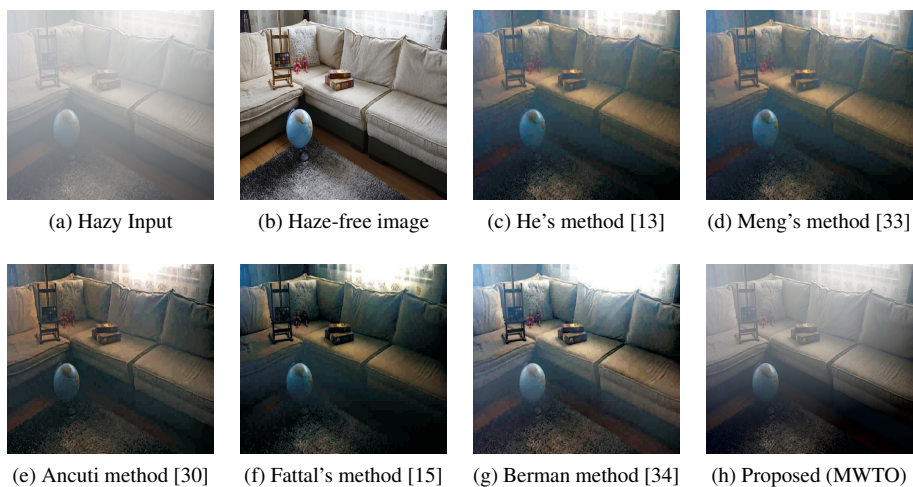 (a) Hazy Input
(b) Haze-free image
(c) He's method [13]
(d) Meng's method [33]
(e) Ancuti method [30]
(f) Fattal's method [15]
(g) Berman method [34]
(h) Proposed (MWTO)